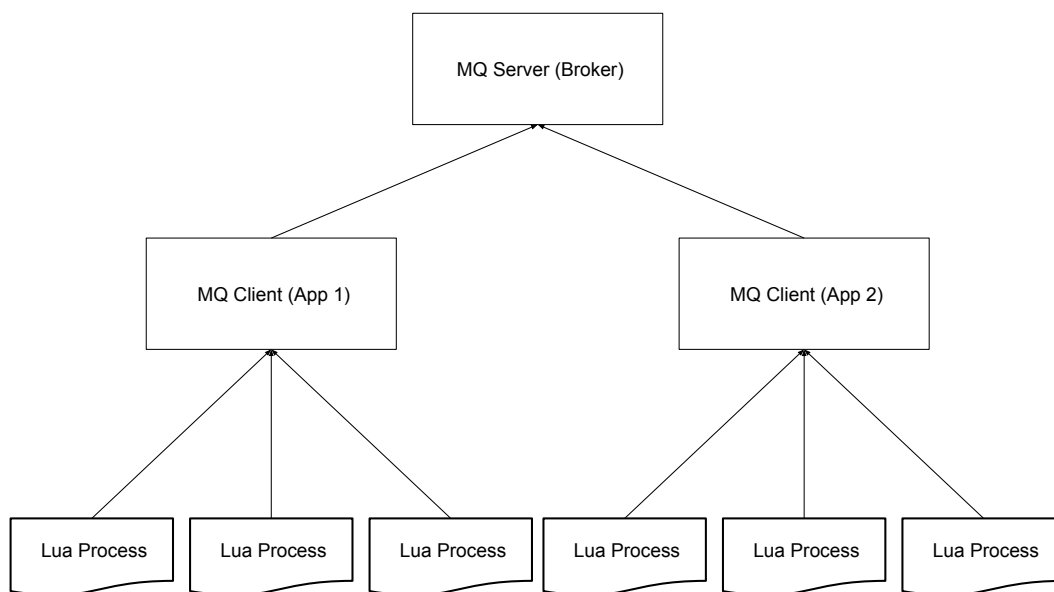 MQ Server (Broker)
MQ Client (App 1)
MQ Client (App 2)
Lua Process
Lua Process
Lua Process
Lua Process
Lua Process
Lua Process